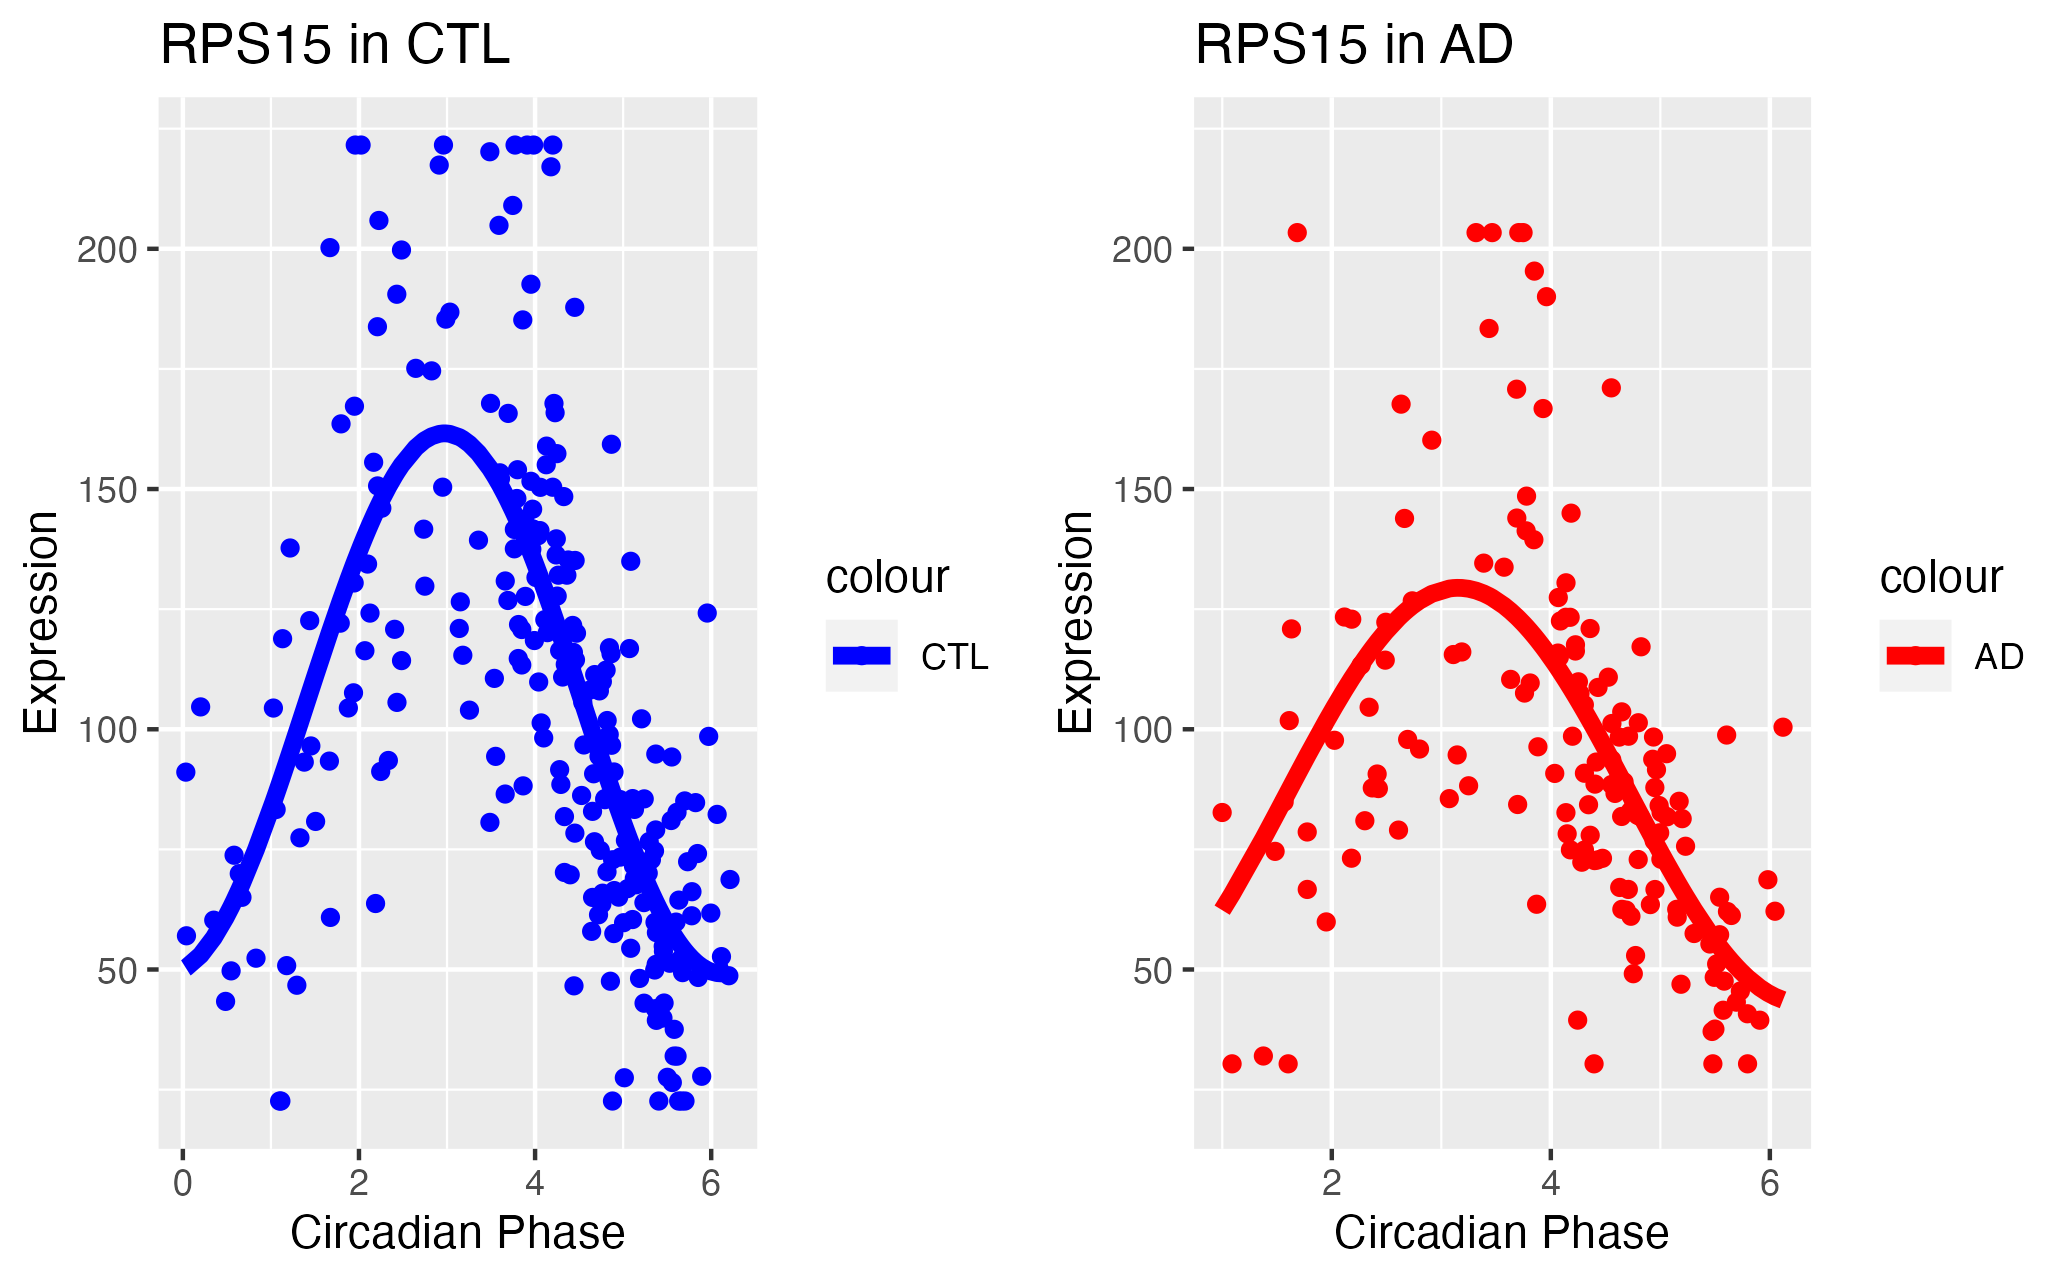 RPS15 in CTL
Expression
200
150
100
50
0 2 4 6
Circadian Phase
colour
CTL
RPS15 in AD
Expression
200
150
100
50
2 4 6
Circadian Phase
colour
AD